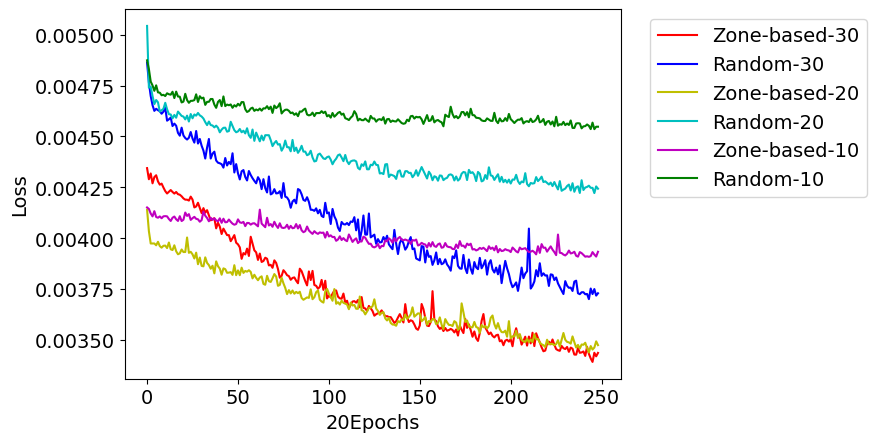 0.00500
0.00475
0.00450
0.00425
0.00400
0.00375
0.00350
Loss
0 50 100 150 200 250
20Epochs
Zone-based-30
Random-30
Zone-based-20
Random-20
Zone-based-10
Random-10